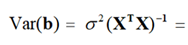 Var(b) = σ²(XᵀX)⁻¹ =